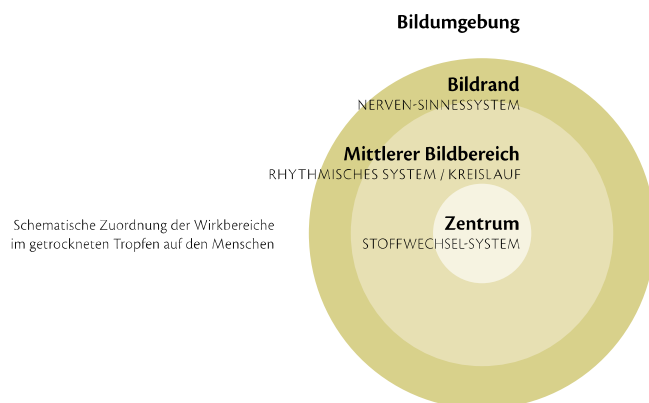 Bildumgebung
Bildrand
NERVEN-SINNESSYSTEM
Mittlerer Bildbereich
RHYTHMISCHES SYSTEM / KREISLAUF
Schematische Zuordnung der Wirkbereiche
im getrockneten Tropfen auf den Menschen
Zentrum
STOFFWECHSEL-SYSTEM